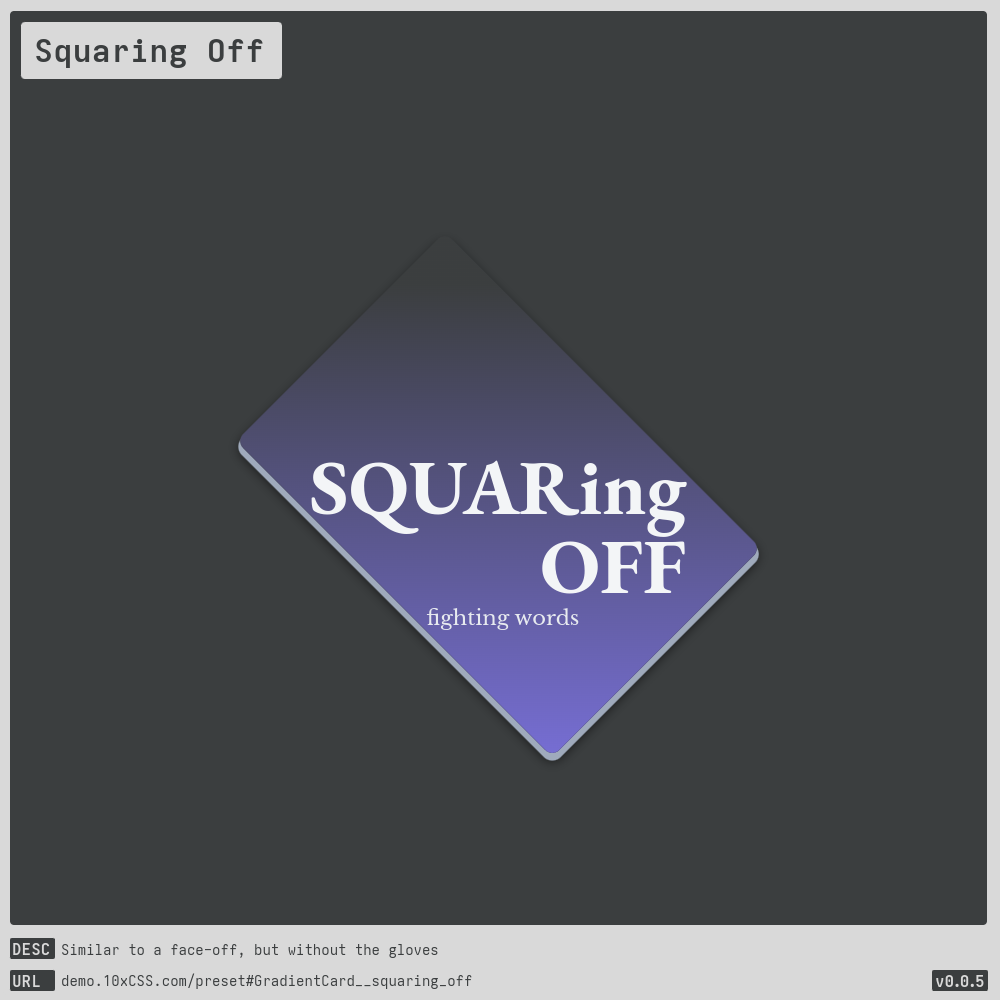 Squaring Off
SQUARing
OFF
fighting words
DESC Similar to a face-off, but without the gloves
URL demo.10xCSS.com/preset#GradientCard__squaring_off
v0.0.5